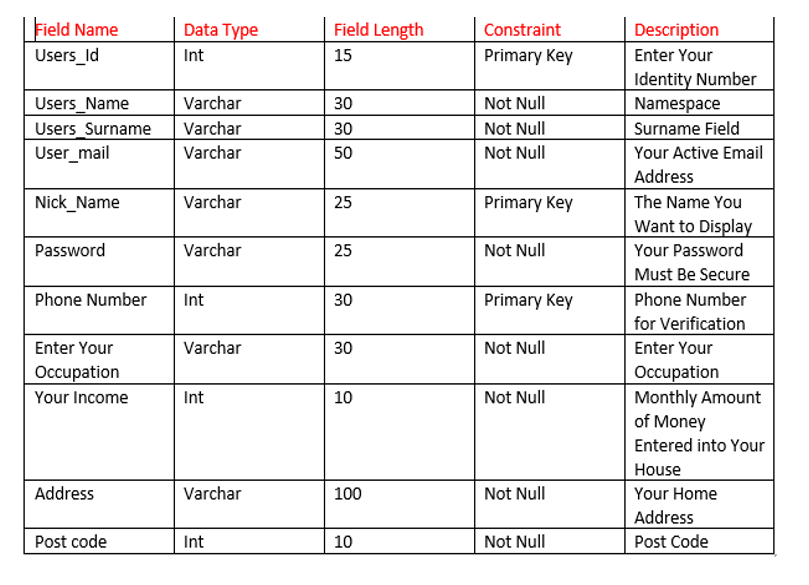 Field Name Data Type Field Length Constraint Description
Users_Id Int 15 Primary Key Enter Your
Identity Number
Users_Name Varchar 30 Not Null Namespace
Users_Surname Varchar 30 Not Null Surname Field
User_mail Varchar 50 Not Null Your Active Email
Address
Nick_Name Varchar 25 Primary Key The Name You
Want to Display
Password Varchar 25 Not Null Your Password
Must Be Secure
Phone Number Int 30 Primary Key Phone Number
for Verification
Enter Your Varchar 30 Not Null Enter Your
Occupation Occupation
Your Income Int 10 Not Null Monthly Amount
of Money
Entered into Your
House
Address Varchar 100 Not Null Your Home
Address
Post code Int 10 Not Null Post Code